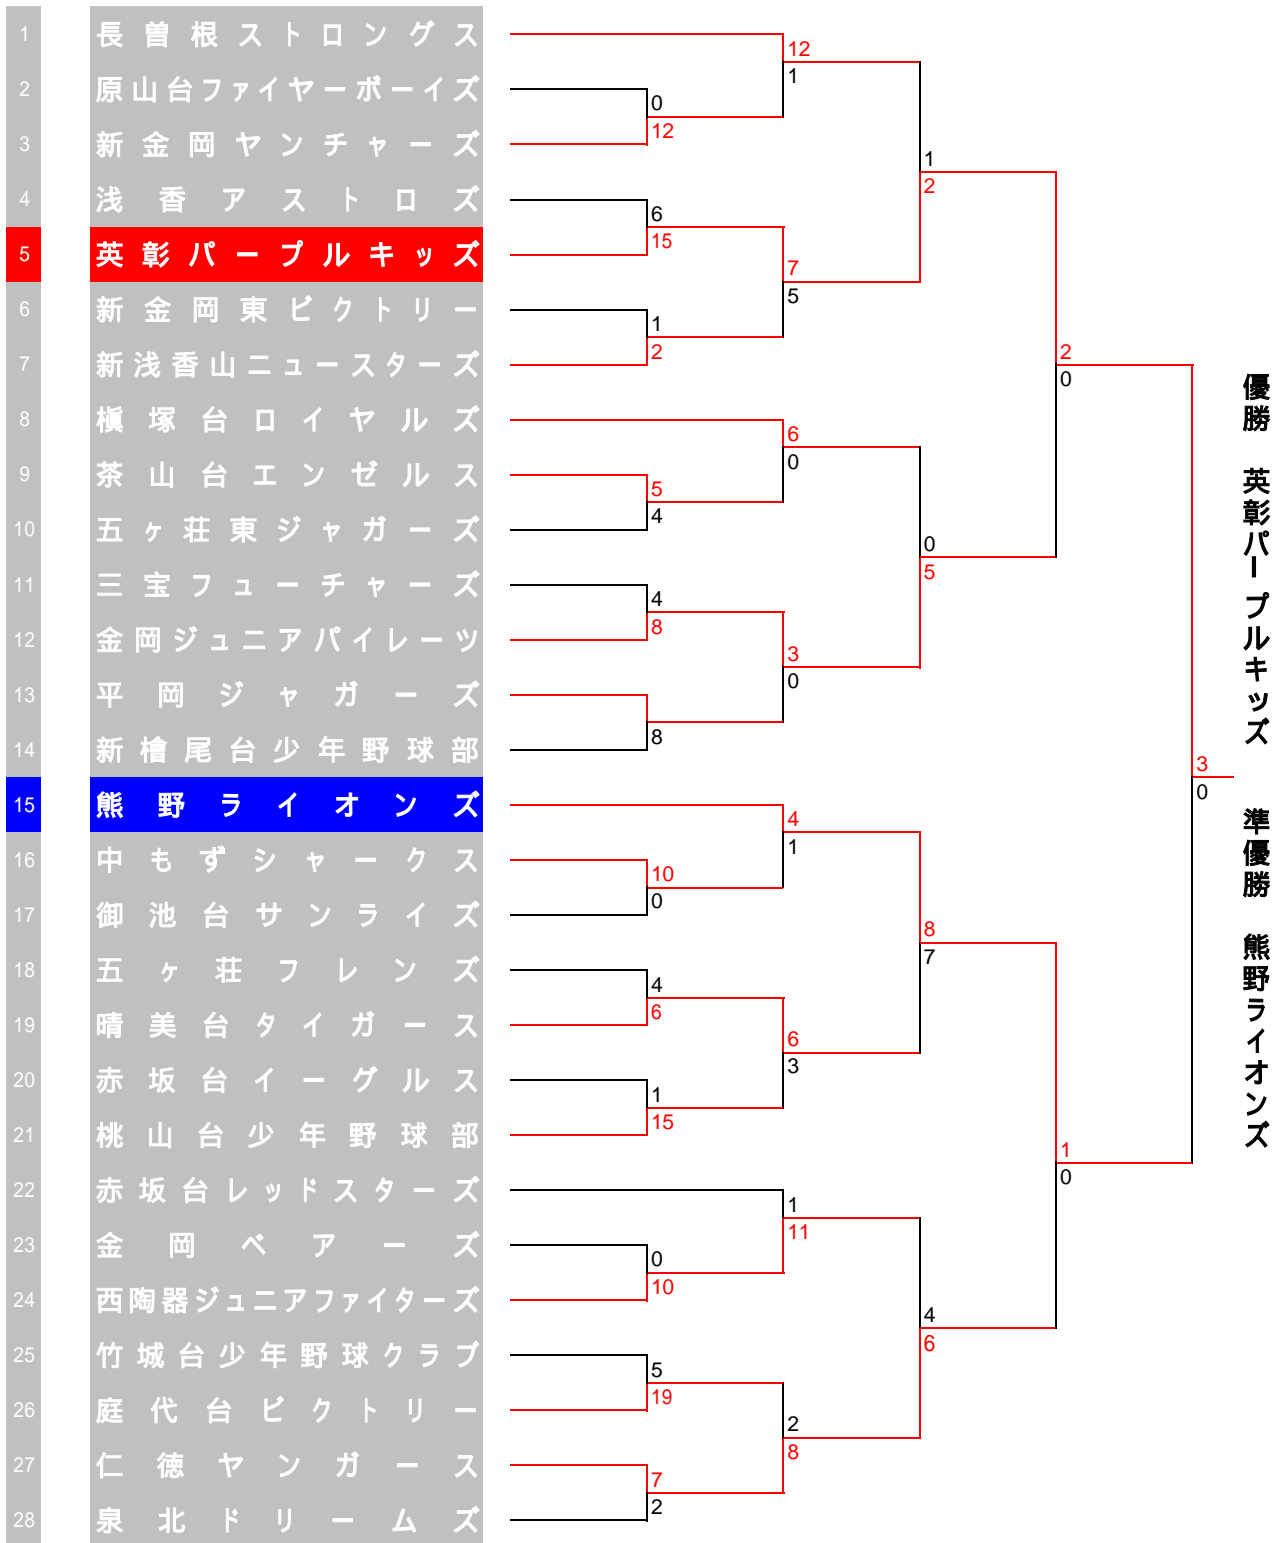 1 長曽根ストロングス
2 原山台ファイヤーボーイズ
3 新金岡ヤンチャーズ
4 浅香アストロズ
5 英彰パープルキッズ
6 新金岡東ビクトリー
7 新浅香山ニュースターズ
8 槇塚台ロイヤルズ
9 茶山台エンゼルス
10 五ヶ荘東ジャガーズ
11 三宝フューチャーズ
12 金岡ジュニアパイレーツ
13 平岡ジャガーズ
14 新檜尾台少年野球部
15 熊野ライオンズ
16 中もずシャークス
17 御池台サンライズ
18 五ヶ荘フレンズ
19 晴美台タイガース
20 赤坂台イーグルス
21 桃山台少年野球部
22 赤坂台レッドスターズ
23 金岡ベアーズ
24 西陶器ジュニアファイターズ
25 竹城台少年野球クラブ
26 庭代台ビクトリー
27 仁徳ヤンガース
28 泉北ドリームズ
0
12
6
15
1
2
5
4
4
8
8
10
0
4
6
1
15
0
10
5
19
7
2
12
1
7
5
6
0
3
0
4
1
6
3
1
11
2
8
1
2
0
5
8
7
4
6
2
0
1
0
3
0
優勝 英彰パープルキッズ 準優勝 熊野ライオンズ